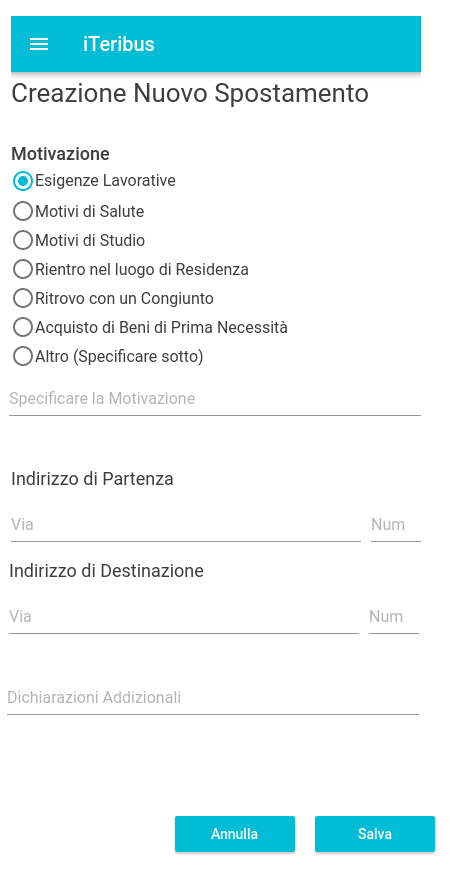 iTeribus
Creazione Nuovo Spostamento
Motivazione
Esigenze Lavorative
Motivi di Salute
Motivi di Studio
Rientro nel luogo di Residenza
Ritrovo con un Congiunto
Acquisto di Beni di Prima Necessità
Altro (Specificare sotto)
Specificare la Motivazione
Indirizzo di Partenza
Via Num
Indirizzo di Destinazione
Via Num
Dichiarazioni Addizionali
Annulla Salva